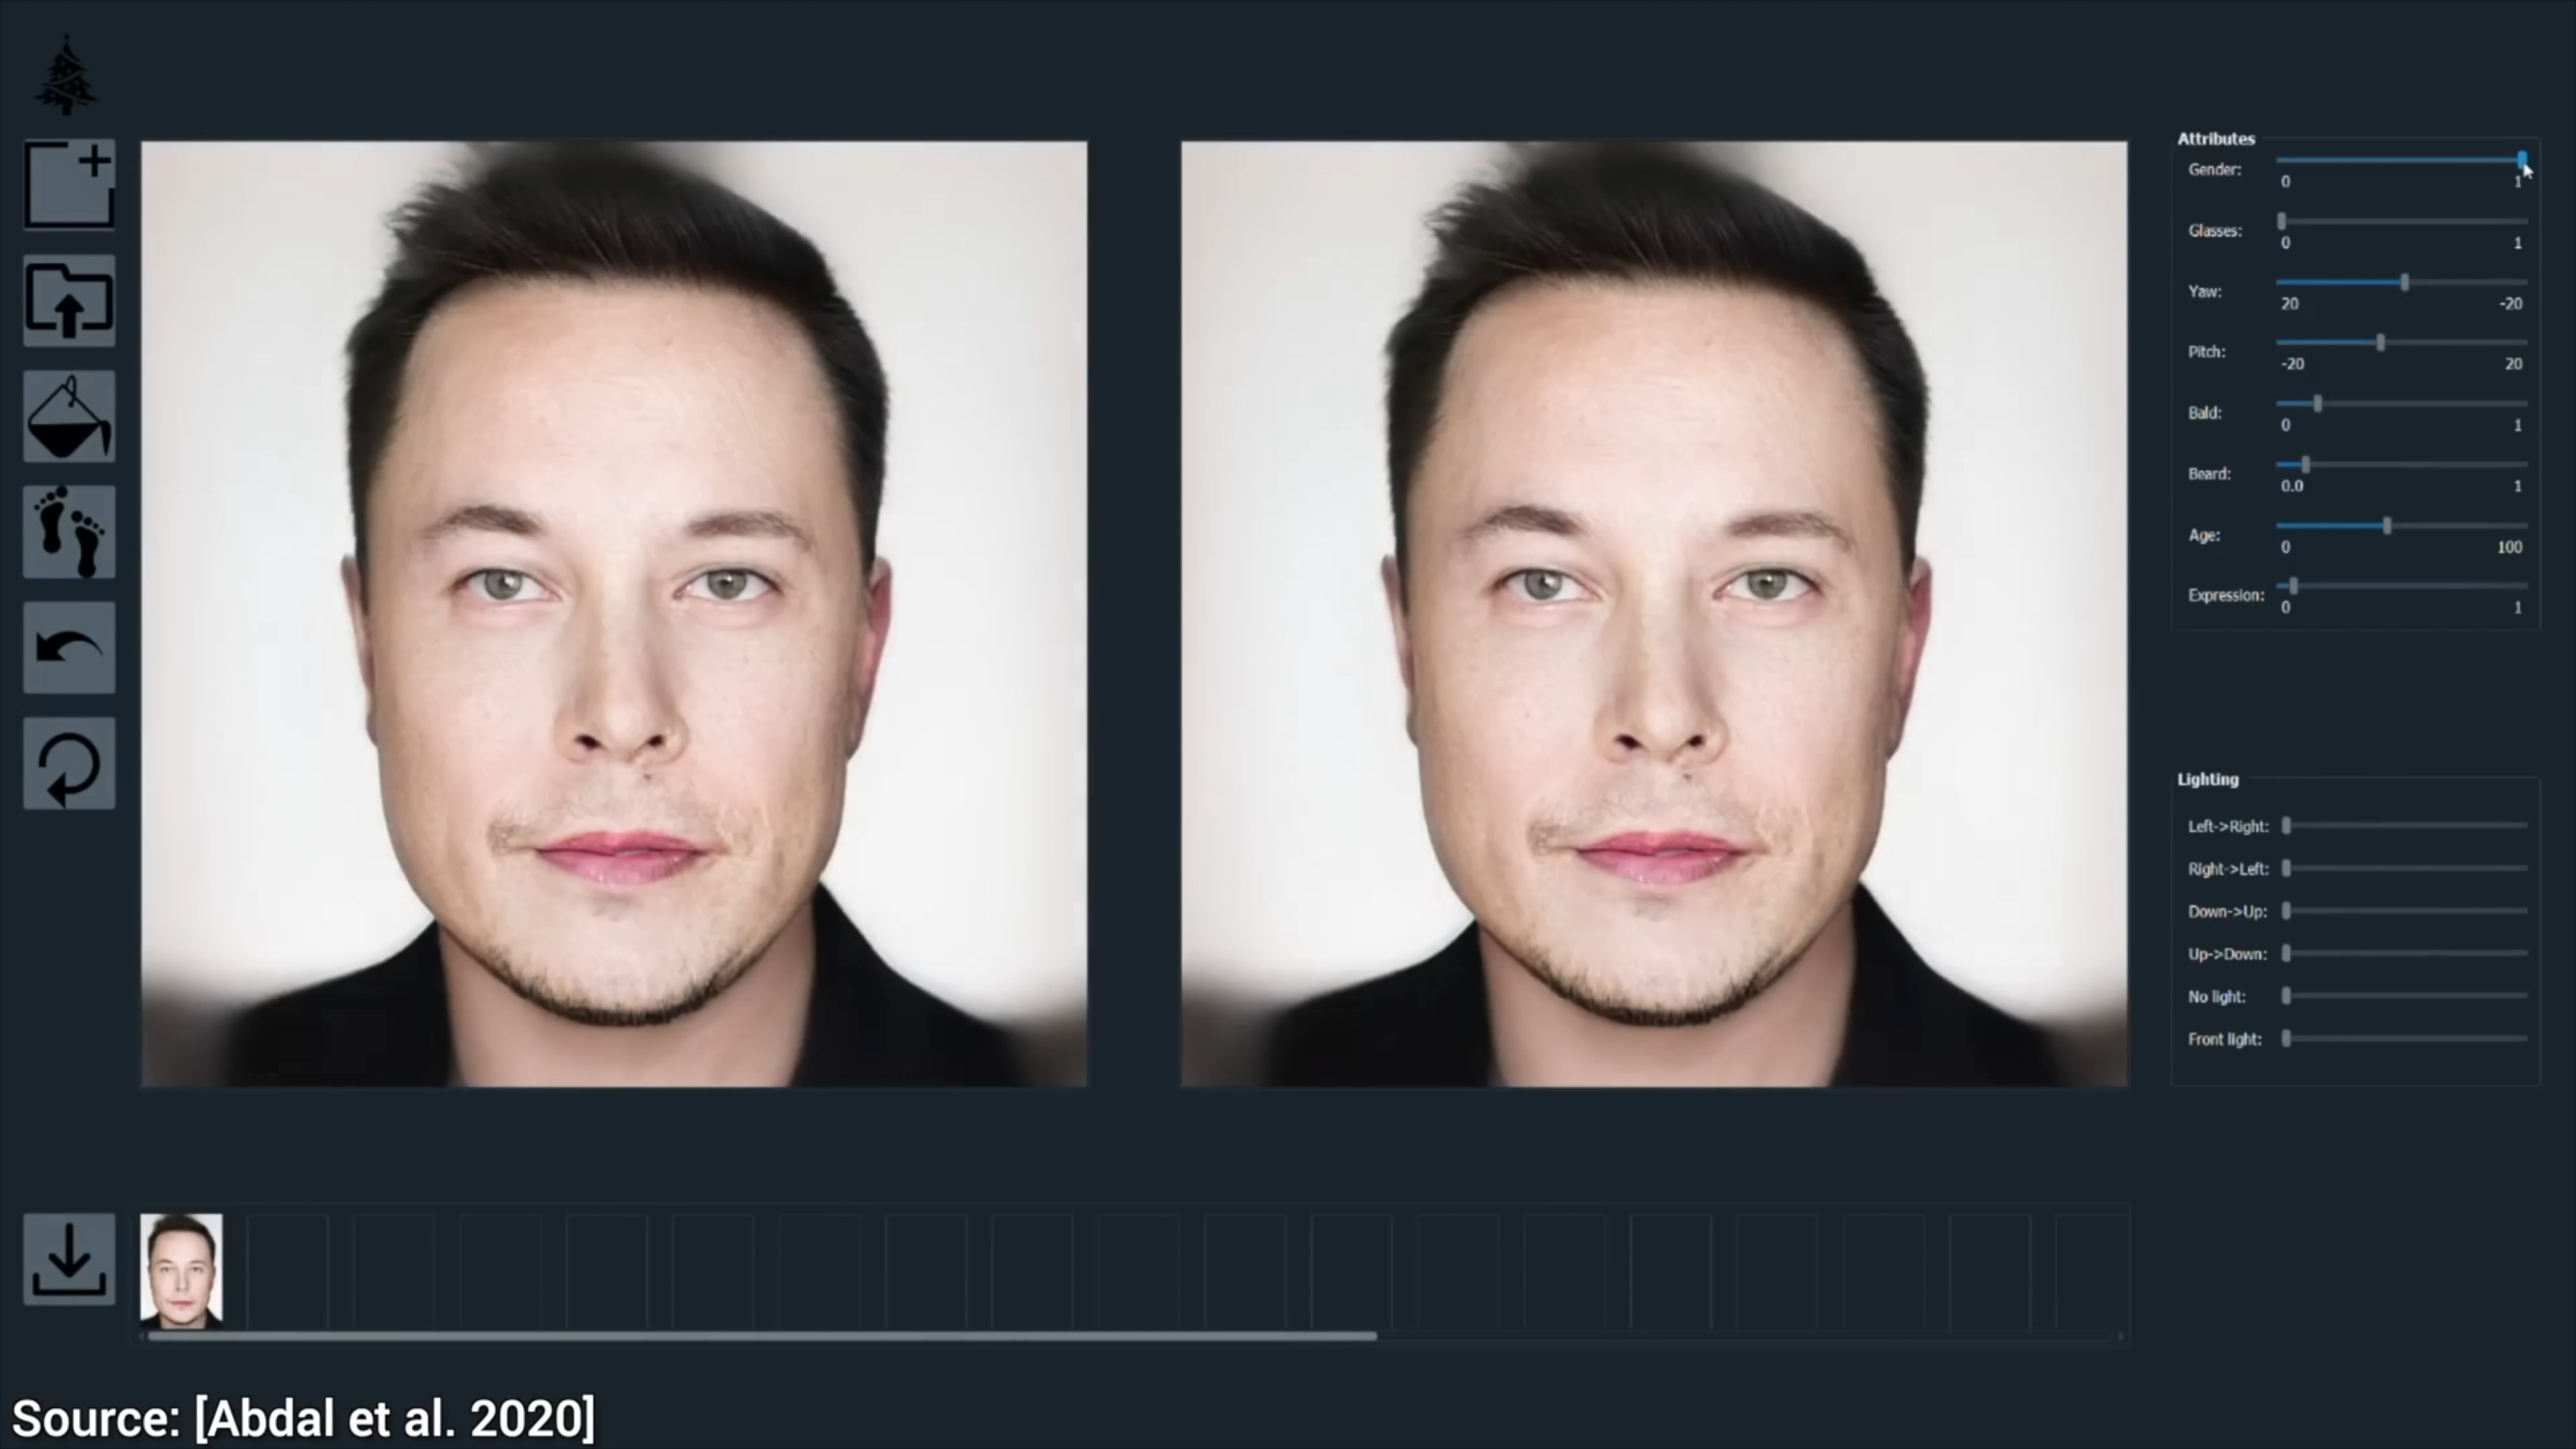 Attributes
Gender:
0 1
Glasses:
0 1
Yaw:
20 -20
Pitch:
-20 20
Bald:
0 1
Beard:
0.0 1
Age:
0 100
Expression:
0 1
Lighting
Left->Right:
Right->Left:
Down->Up:
Up->Down:
No light:
Front light:
Source: [Abdal et al. 2020]